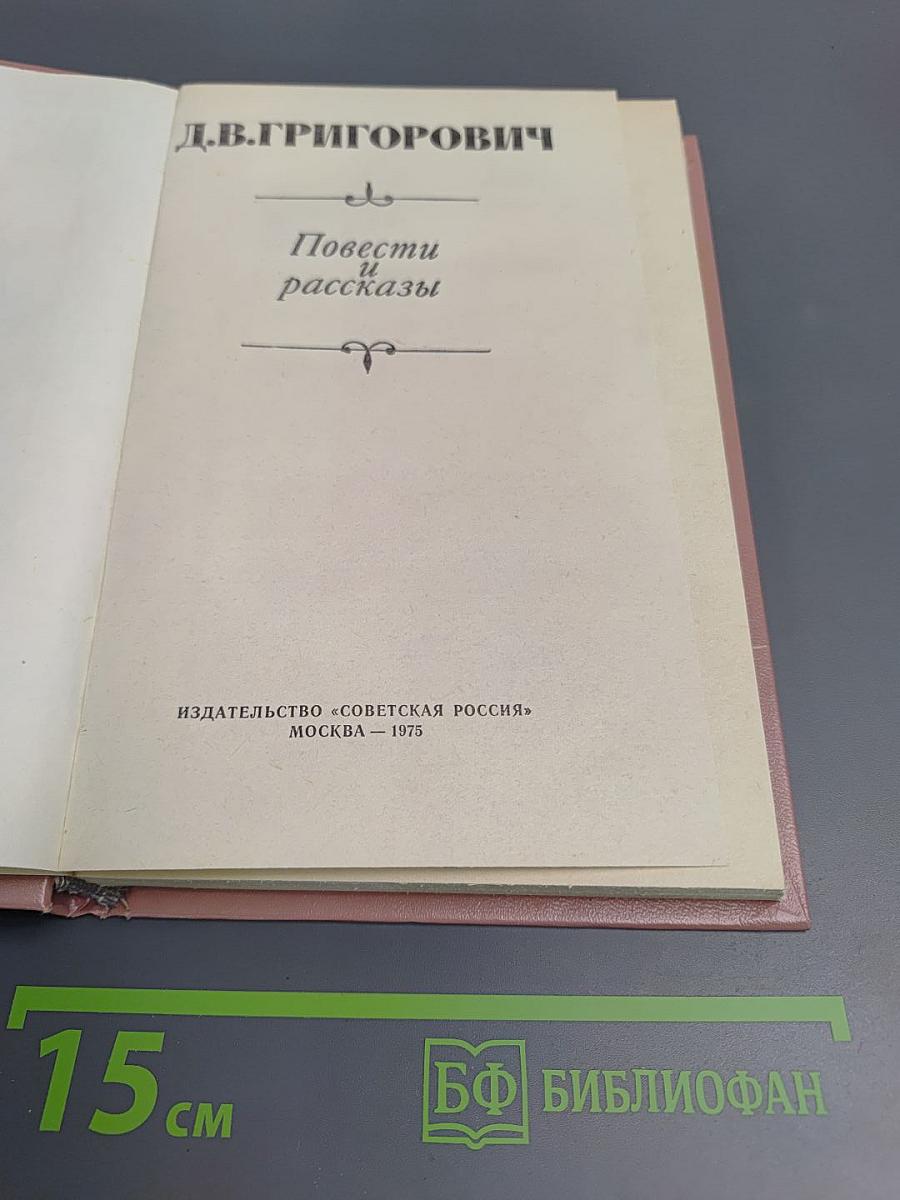 Д.В.ГРИГОРОВИЧ
Повести
и
рассказы
ИЗДАТЕЛЬСТВО «СОВЕТСКАЯ РОССИЯ»
МОСКВА — 1975
15 см
БФ БИБЛИОФАН